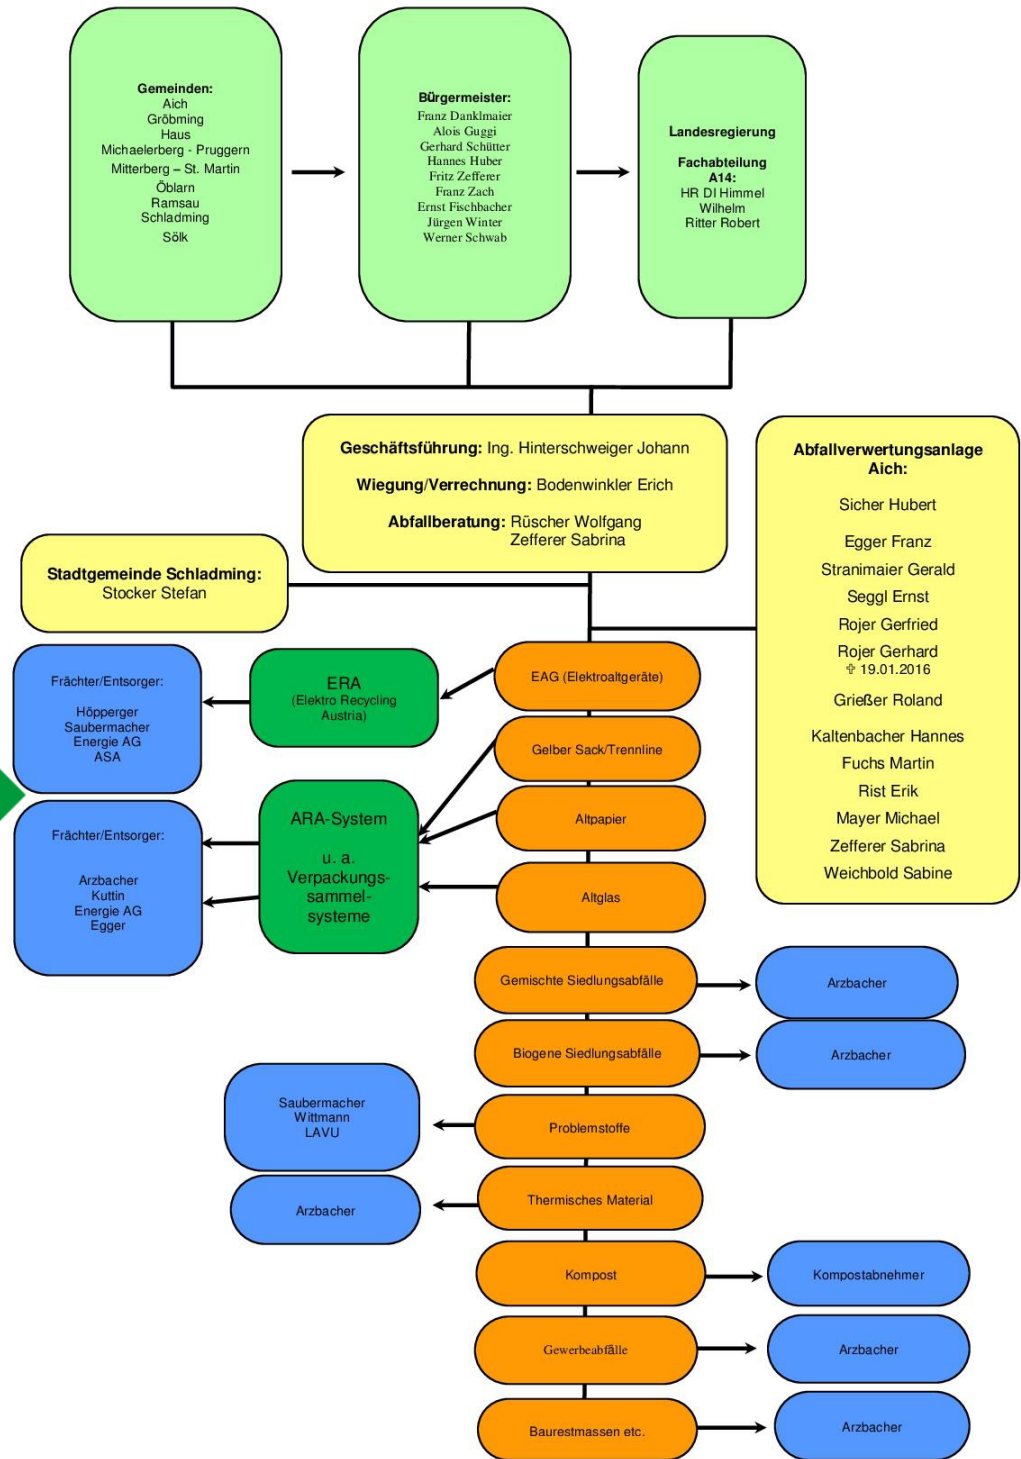 Gemeinden:
Aich
Gröbming
Haus
Michaelerberg - Pruggern
Mitterberg – St. Martin
Öblarn
Ramsau
Schladming
Sölk
Bürgermeister:
Franz Danklmaier
Alois Guggi
Gerhard Schütter
Hannes Huber
Fritz Zefferer
Franz Zach
Ernst Fischbacher
Jürgen Winter
Werner Schwab
Landesregierung
Fachabteilung
A14:
HR DI Himmel
Wilhelm
Ritter Robert
Geschäftsführung: Ing. Hinterschweiger Johann
Wiegung/Verrechnung: Bodenwinkler Erich
Abfallberatung: Rüscher Wolfgang
Zefferer Sabrina
Abfallverwertungsanlage
Aich:
Sicher Hubert
Egger Franz
Stranimaier Gerald
Seggl Ernst
Rojer Gerfried
Rojer Gerhard
✞ 19.01.2016
Grießer Roland
Kaltenbacher Hannes
Fuchs Martin
Rist Erik
Mayer Michael
Zefferer Sabrina
Weichbold Sabine
Stadtgemeinde Schladming:
Stocker Stefan
Frächter/Entsorger:
Höpperger
Saubermacher
Energie AG
ASA
ERA
(Elektro Recycling
Austria)
EAG (Elektroaltgeräte)
Gelber Sack/Trennline
Frächter/Entsorger:
Arzbacher
Kuttin
Energie AG
Egger
ARA-System
u. a.
Verpackungs-
sammel-
systeme
Altpapier
Altglas
Gemischte Siedlungsabfälle
Arzbacher
Biogene Siedlungsabfälle
Arzbacher
Saubermacher
Wittmann
LAVU
Problemstoffe
Arzbacher
Thermisches Material
Kompost
Kompostabnehmer
Gewerbeabfälle
Arzbacher
Baurestmassen etc.
Arzbacher